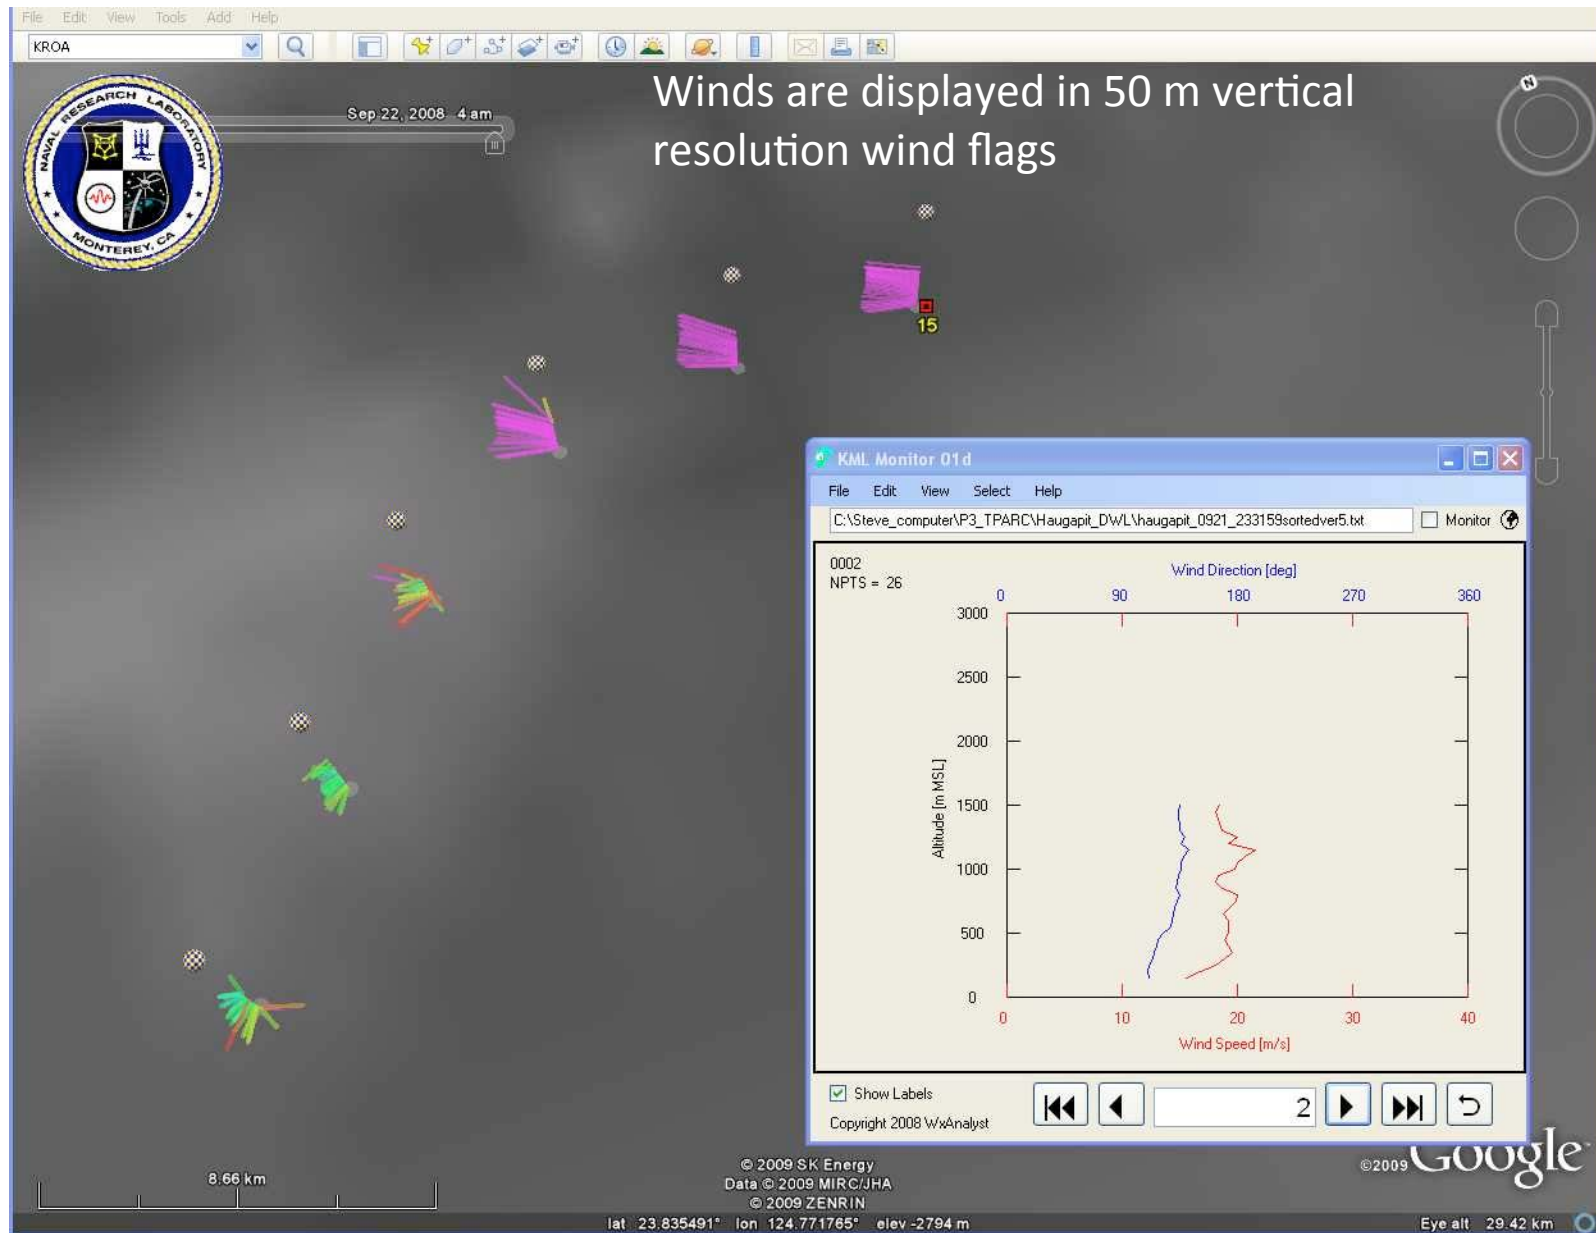 File Edit View Tools Add Help
KROA
Winds are displayed in 50 m vertical
resolution wind flags
NAVAL RESEARCH LABORATORY
MONTEREY, CA
Sep 22, 2008 4 am
N
15
KML Monitor 01d
File Edit View Select Help
C:\Steve_computer\P3_TPARC\Haugapit_DWL\haugapit_0921_233159sortedver5.txt
Monitor
0002
NPTS = 26
Wind Direction [deg]
0 90 180 270 360
3000
2500
2000
1500
1000
500
0
Altitude [m MSL]
0 10 20 30 40
Wind Speed [m/s]
Show Labels
2
Copyright 2008 WxAnalyst
8.66 km
© 2009 SK Energy
Data © 2009 MIRC/JHA
© 2009 ZENRIN
©2009 Google
lat 23.835491° lon 124.771765° elev -2794 m
Eye alt 29.42 km